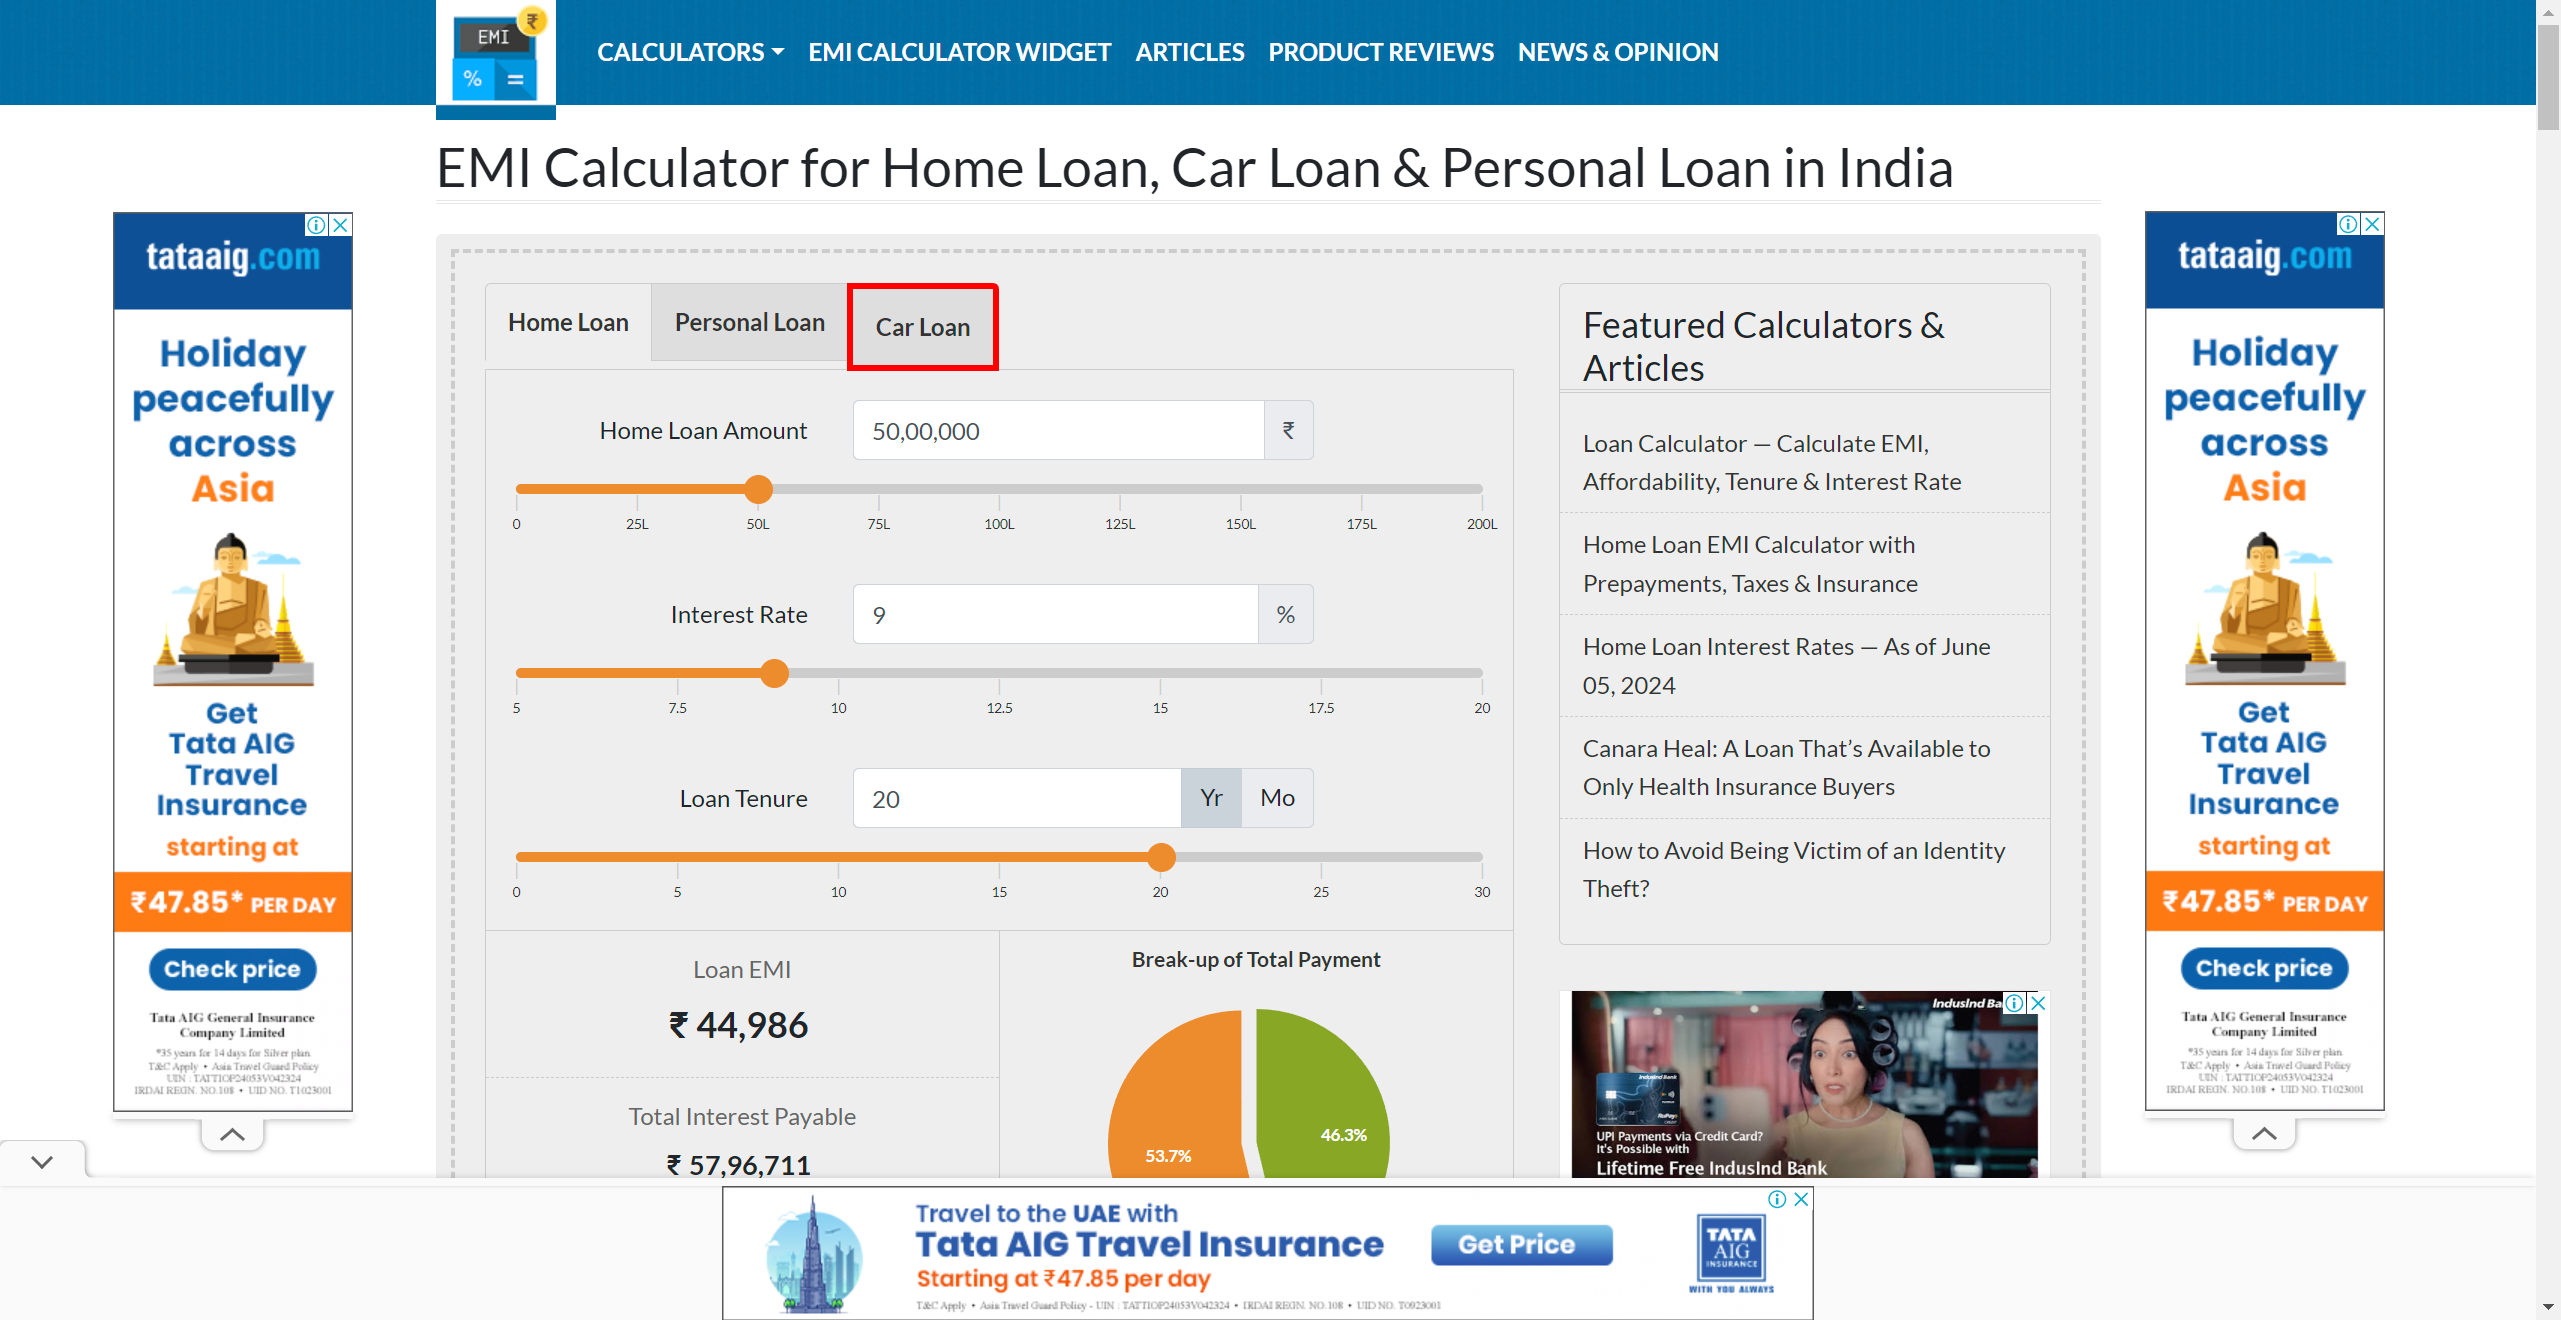 EMI
₹
%
=
CALCULATORS
EMI CALCULATOR WIDGET
ARTICLES
PRODUCT REVIEWS
NEWS & OPINION
EMI Calculator for Home Loan, Car Loan & Personal Loan in India
tataaig.com
Holiday
peacefully
across
Asia
Get
Tata AIG
Travel
Insurance
starting at
₹47.85* PER DAY
Check price
Tata AIG General Insurance
Company Limited
*35 years for 14 days for Silver plan
T&C Apply • Asia Travel Guard Policy
UIN : TATTIOP24053V042324
IRDAI REGN. NO.108 • UID NO. T1023001
Home Loan
Personal Loan
Car Loan
Home Loan Amount
50,00,000
₹
0
25L
50L
75L
100L
125L
150L
175L
200L
Interest Rate
9
%
5
7.5
10
12.5
15
17.5
20
Loan Tenure
20
Yr
Mo
0
5
10
15
20
25
30
Loan EMI
₹ 44,986
Total Interest Payable
₹ 57,96,711
Break-up of Total Payment
53.7%
46.3%
Featured Calculators &
Articles
Loan Calculator — Calculate EMI,
Affordability, Tenure & Interest Rate
Home Loan EMI Calculator with
Prepayments, Taxes & Insurance
Home Loan Interest Rates — As of June
05, 2024
Canara Heal: A Loan That’s Available to
Only Health Insurance Buyers
How to Avoid Being Victim of an Identity
Theft?
IndusInd Ba
IndusInd Bank
RuPay
UPI Payments via Credit Card?
It's Possible with
Lifetime Free IndusInd Bank
tataaig.com
Holiday
peacefully
across
Asia
Get
Tata AIG
Travel
Insurance
starting at
₹47.85* PER DAY
Check price
Tata AIG General Insurance
Company Limited
*35 years for 14 days for Silver plan
T&C Apply • Asia Travel Guard Policy
UIN : TATTIOP24053V042324
IRDAI REGN. NO.108 • UID NO. T1023001
Travel to the UAE with
Tata AIG Travel Insurance
Starting at ₹47.85 per day
T&C Apply • Asia Travel Guard Policy - UIN : TATTIOP24053V042324 • IRDAI REGN. NO.108 • UID NO. T0923001
Get Price
TATA
AIG
INSURANCE
WITH YOU ALWAYS